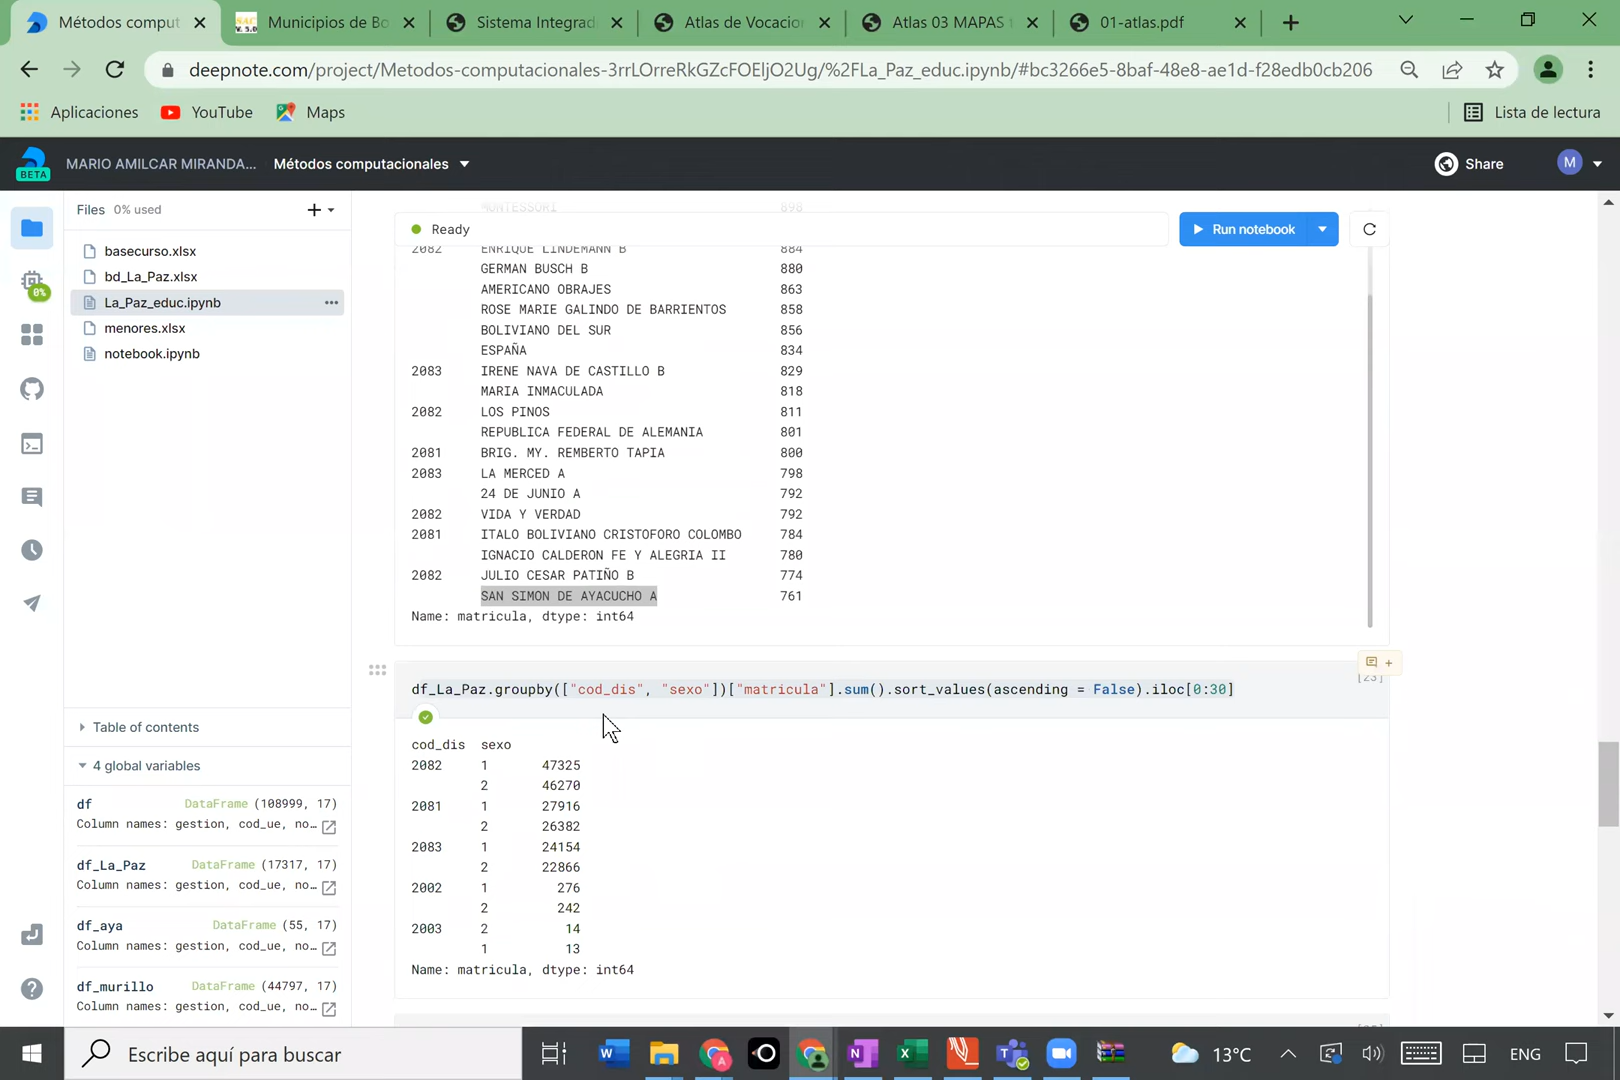 Métodos comput
Municipios de Bo
Sistema Integrad
Atlas de Vocacion
Atlas 03 MAPAS
01-atlas.pdf
deepnote.com/project/Metodos-computacionales-3rrLOrreRkGZcFOEljO2Ug/%2FLa_Paz_educ.ipynb/#bc3266e5-8baf-48e8-ae1d-f28edb0cb206
Aplicaciones
YouTube
Maps
Lista de lectura
BETA
MARIO AMILCAR MIRANDA...
Métodos computacionales
Share
M
Files 0% used
Ready
Run notebook
basecurso.xlsx
bd_La_Paz.xlsx
La_Paz_educ.ipynb
menores.xlsx
notebook.ipynb
0%
MONTESSORI 898
2082 ENRIQUE LINDEMANN B 884
GERMAN BUSCH B 880
AMERICANO OBRAJES 863
ROSE MARIE GALINDO DE BARRIENTOS 858
BOLIVIANO DEL SUR 856
ESPAÑA 834
2083 IRENE NAVA DE CASTILLO B 829
MARIA INMACULADA 818
2082 LOS PINOS 811
REPUBLICA FEDERAL DE ALEMANIA 801
2081 BRIG. MY. REMBERTO TAPIA 800
2083 LA MERCED A 798
24 DE JUNIO A 792
2082 VIDA Y VERDAD 792
2081 ITALO BOLIVIANO CRISTOFORO COLOMBO 784
IGNACIO CALDERON FE Y ALEGRIA II 780
2082 JULIO CESAR PATIÑO B 774
SAN SIMON DE AYACUCHO A 761
Name: matricula, dtype: int64
[23]
df_La_Paz.groupby(["cod_dis", "sexo"])["matricula"].sum().sort_values(ascending = False).iloc[0:30]
cod_dis sexo
2082 1 47325
2 46270
2081 1 27916
2 26382
2083 1 24154
2 22866
2002 1 276
2 242
2003 2 14
1 13
Name: matricula, dtype: int64
Table of contents
4 global variables
df DataFrame (108999, 17)
Column names: gestion, cod_ue, no...
df_La_Paz DataFrame (17317, 17)
Column names: gestion, cod_ue, no...
df_aya DataFrame (55, 17)
Column names: gestion, cod_ue, no...
df_murillo DataFrame (44797, 17)
Column names: gestion, cod_ue, no...
Escribe aquí para buscar
13°C
ENG